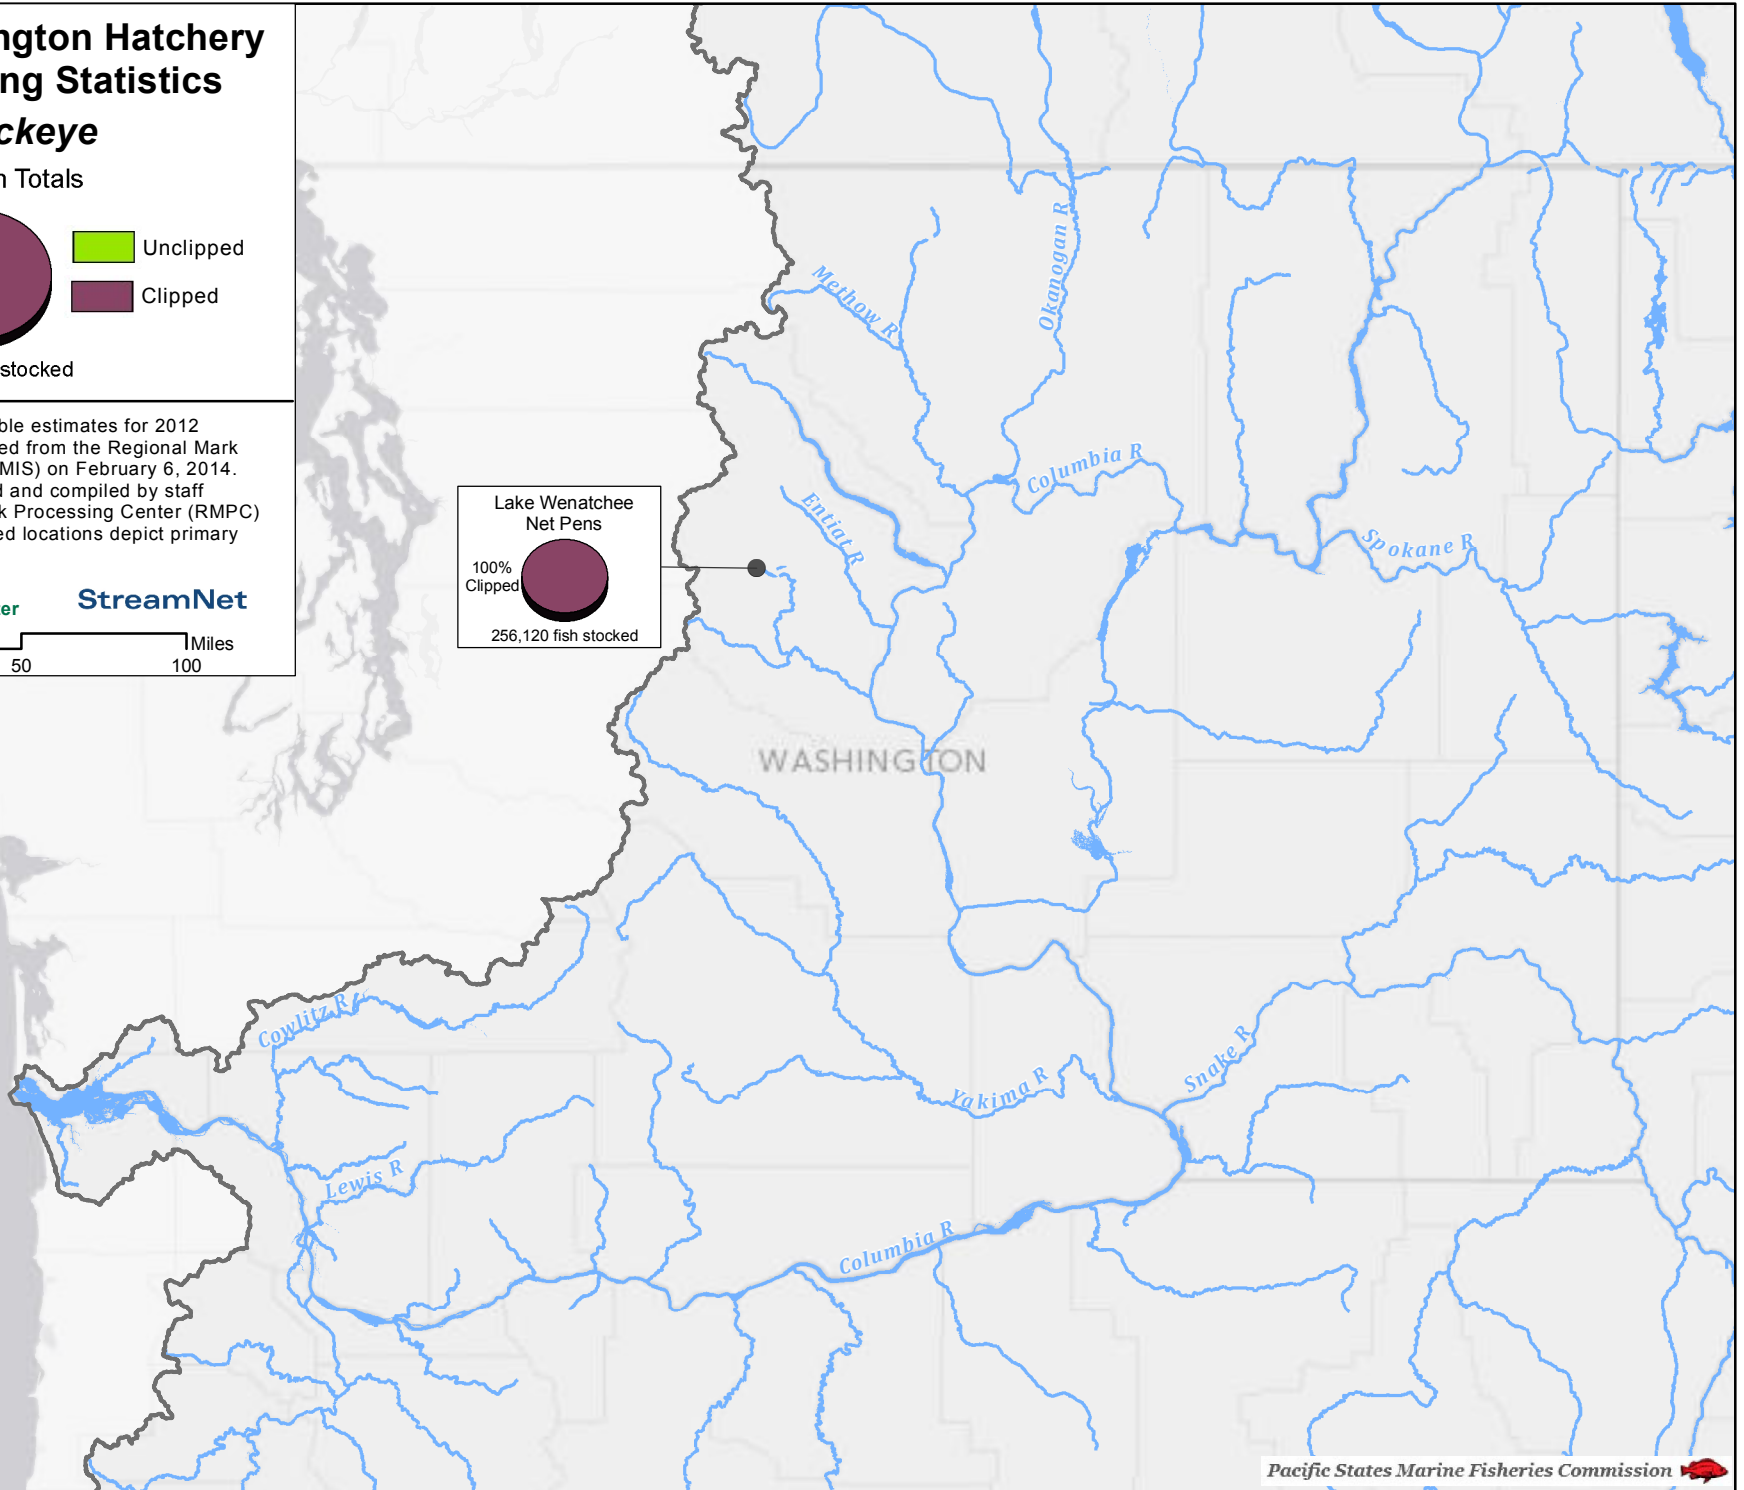 ngton Hatchery
ng Statistics
ckeye
n Totals
Unclipped
Clipped
stocked
ble estimates for 2012
ed from the Regional Mark
MIS) on February 6, 2014.
d and compiled by staff
k Processing Center (RMPC)
ed locations depict primary
er
StreamNet
Miles
50 100
Lake Wenatchee
Net Pens
100%
Clipped
256,120 fish stocked
Methow R
Okanogan R
Columbia R
Entiat R
Spokane R
WASHINGTON
Cowlitz R
Yakima R
Snake R
Lewis R
Columbia R
Pacific States Marine Fisheries Commission